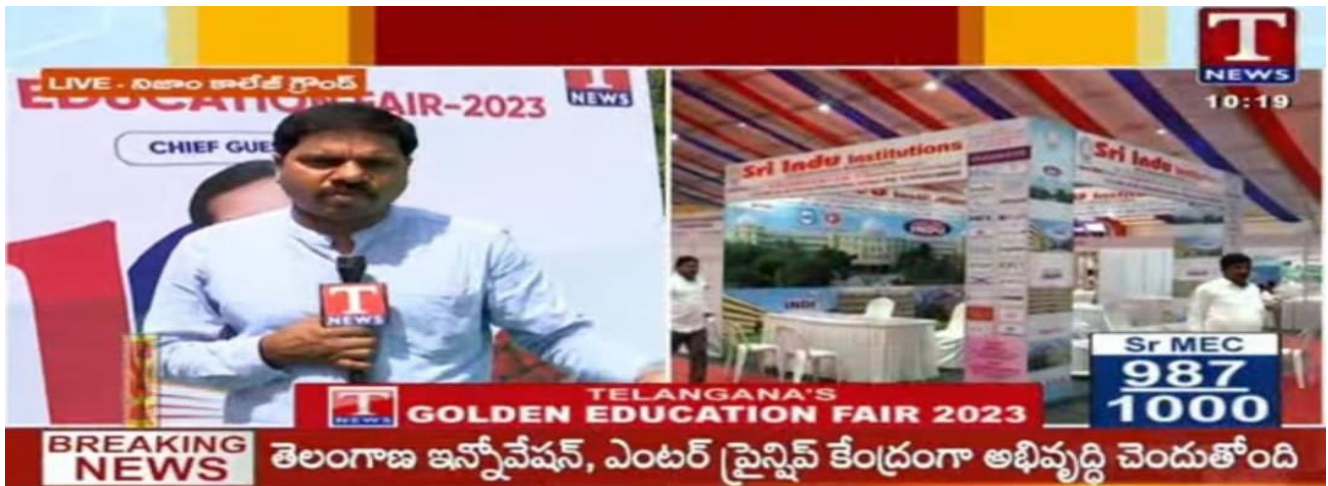 T
NEWS
10:19
LIVE - నిజాం కాలేజ్ గ్రౌండ్
EDUCATION FAIR-2023
T
NEWS
CHIEF GUES
T
NEWS
Sri Indu Institutions
Sri Indu
INDU
Sr MEC
987
1000
T
NEWS
TELANGANA'S
GOLDEN EDUCATION FAIR 2023
BREAKING
NEWS
తెలంగాణ ఇన్నోవేషన్, ఎంటర్ ప్రైన్షిప్ కేంద్రంగా అభివృద్ధి చెందుతోంది